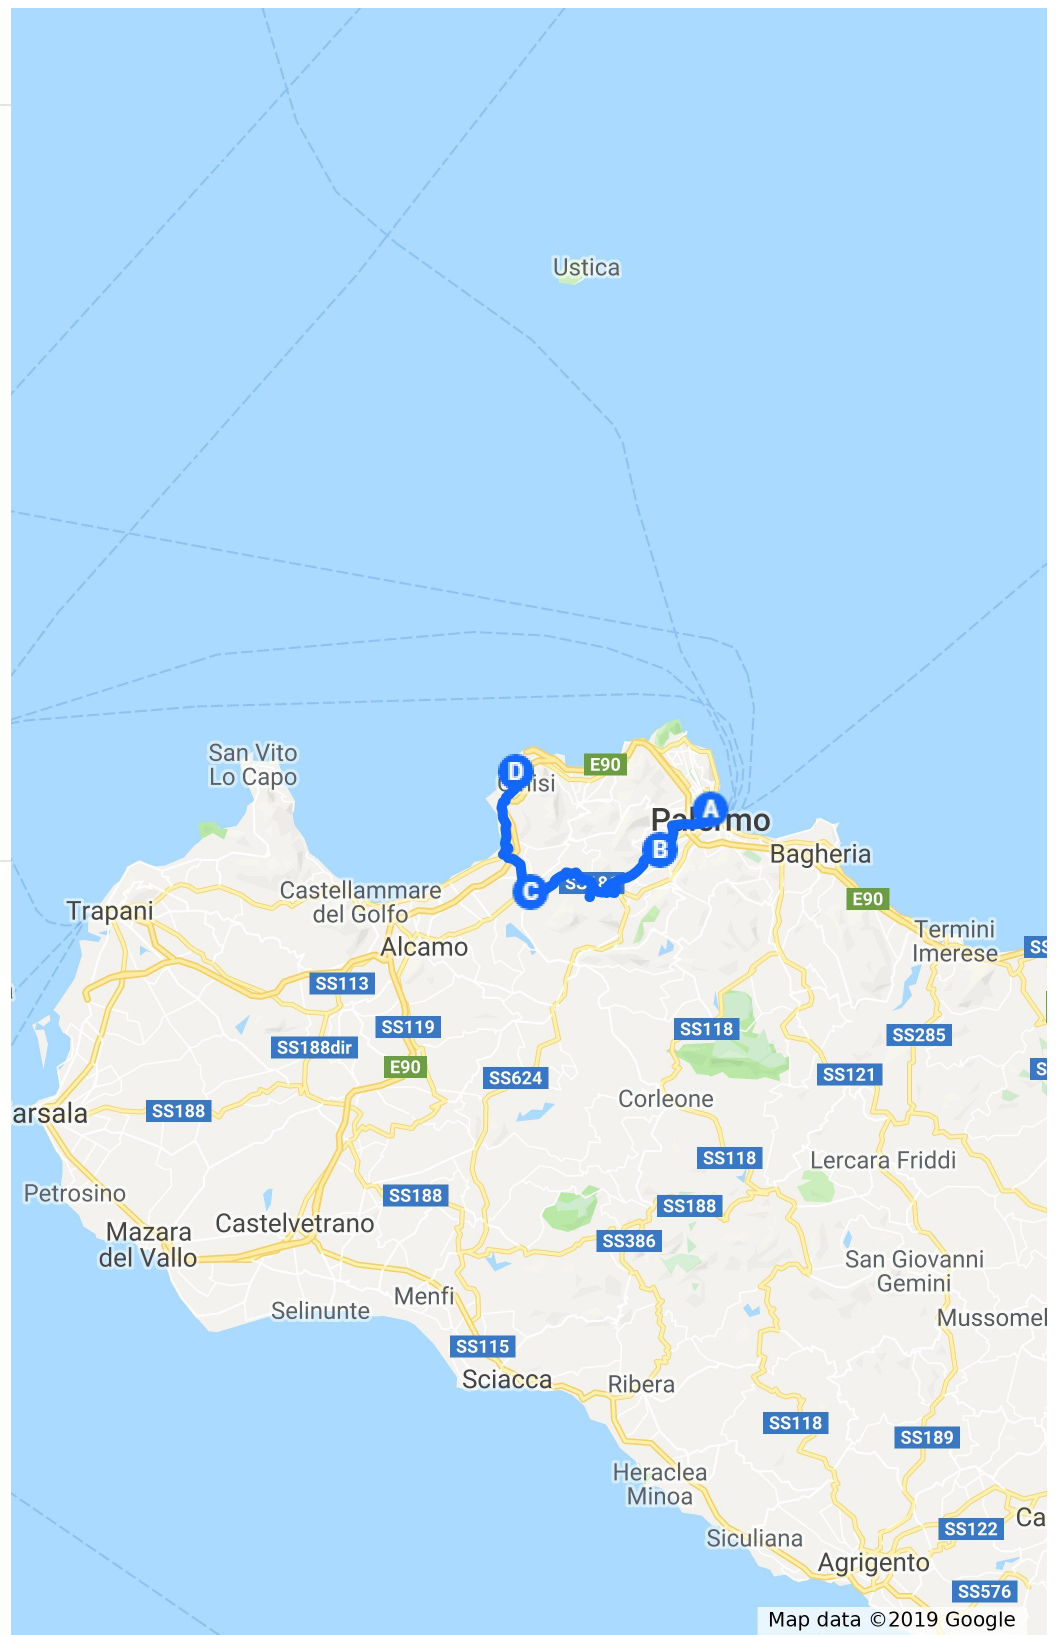 Ustica
San Vito
Lo Capo
E90
D
A
Palermo
B
Bagheria
C
Castellammare
del Golfo
E90
Trapani
Termini
Imerese
Alcamo
SS113
SS119
SS118
SS285
SS188dir
E90
SS624
SS121
Corleone
arsala
SS188
SS118
Lercara Friddi
Petrosino
SS188
SS188
Castelvetrano
Mazara
del Vallo
SS386
San Giovanni
Gemini
Menfi
Selinunte
Mussomel
SS115
Sciacca
Ribera
SS118
SS189
Heraclea
Minoa
SS122
Ca
Siculiana
Agrigento
SS576
Map data ©2019 Google